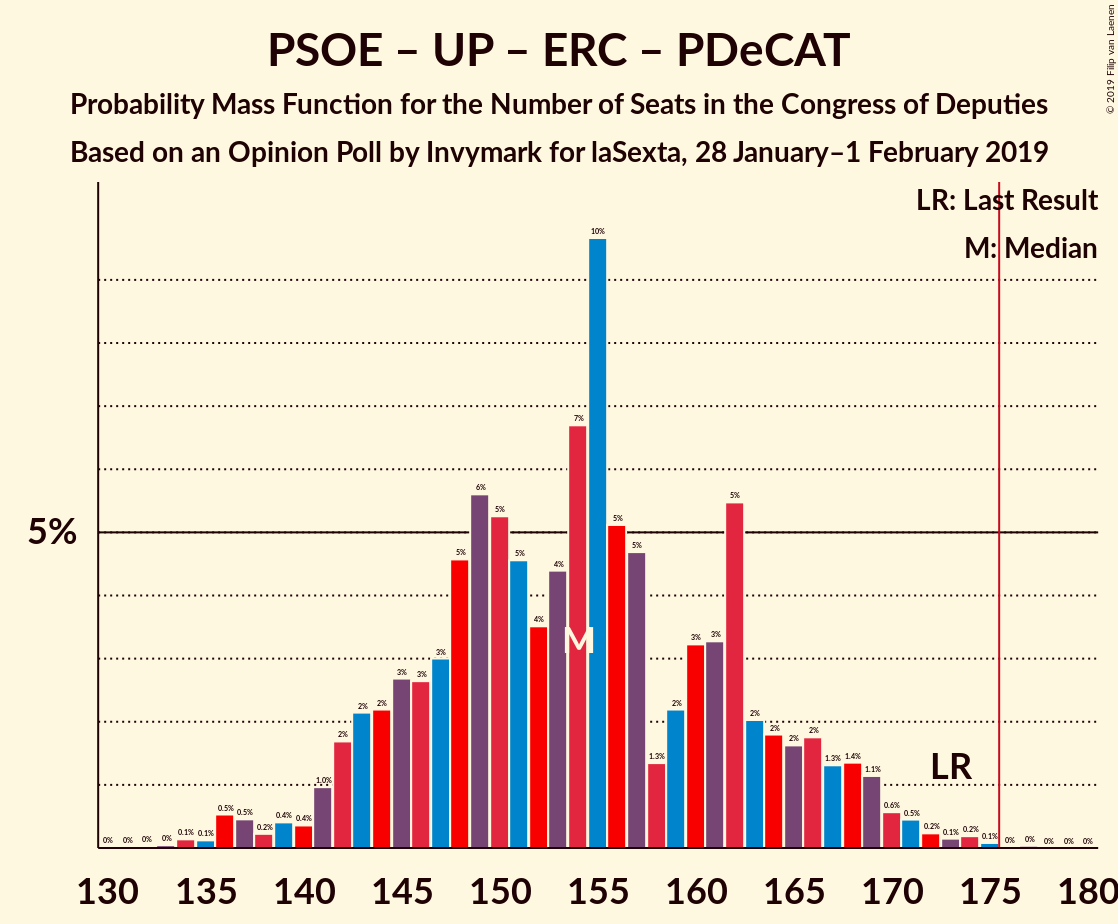 PSOE – UP – ERC – PDeCAT
Probability Mass Function for the Number of Seats in the Congress of Deputies
Based on an Opinion Poll by Invymark for laSexta, 28 January–1 February 2019
© 2019 Filip van Laenen
LR: Last Result
M: Median
5%
0% 0% 0% 0% 0.1% 0.1% 0.5% 0.5% 0.2% 0.4% 0.4% 1.0% 2% 2% 2% 3% 3% 3% 5% 6% 5% 5% 4% 4% 7% 10% 5% 5% 1.3% 2% 3% 3% 5% 2% 2% 2% 2% 1.3% 1.4% 1.1% 0.6% 0.5% 0.2% 0.1% 0.2% 0.1% 0% 0% 0% 0% 0%
M
LR
130 135 140 145 150 155 160 165 170 175 180